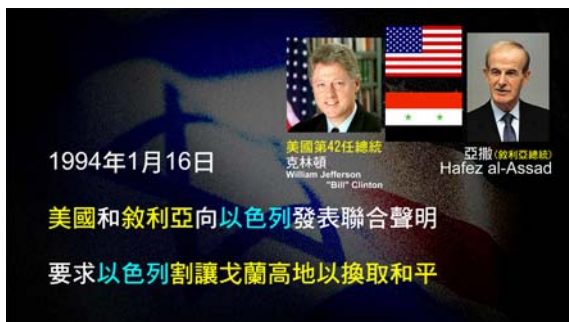 美國第42任總統
克林頓
William Jefferson
"Bill" Clinton
亞撒(敘利亞總統)
Hafez al-Assad
1994年1月16日
美國和敘利亞向以色列發表聯合聲明
要求以色列割讓戈蘭高地以換取和平